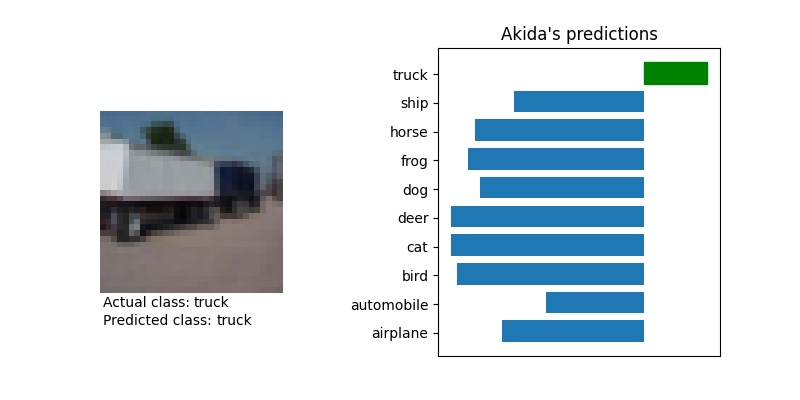 Akida's predictions
truck
ship
horse
frog
dog
deer
cat
bird
automobile
airplane
Actual class: truck
Predicted class: truck